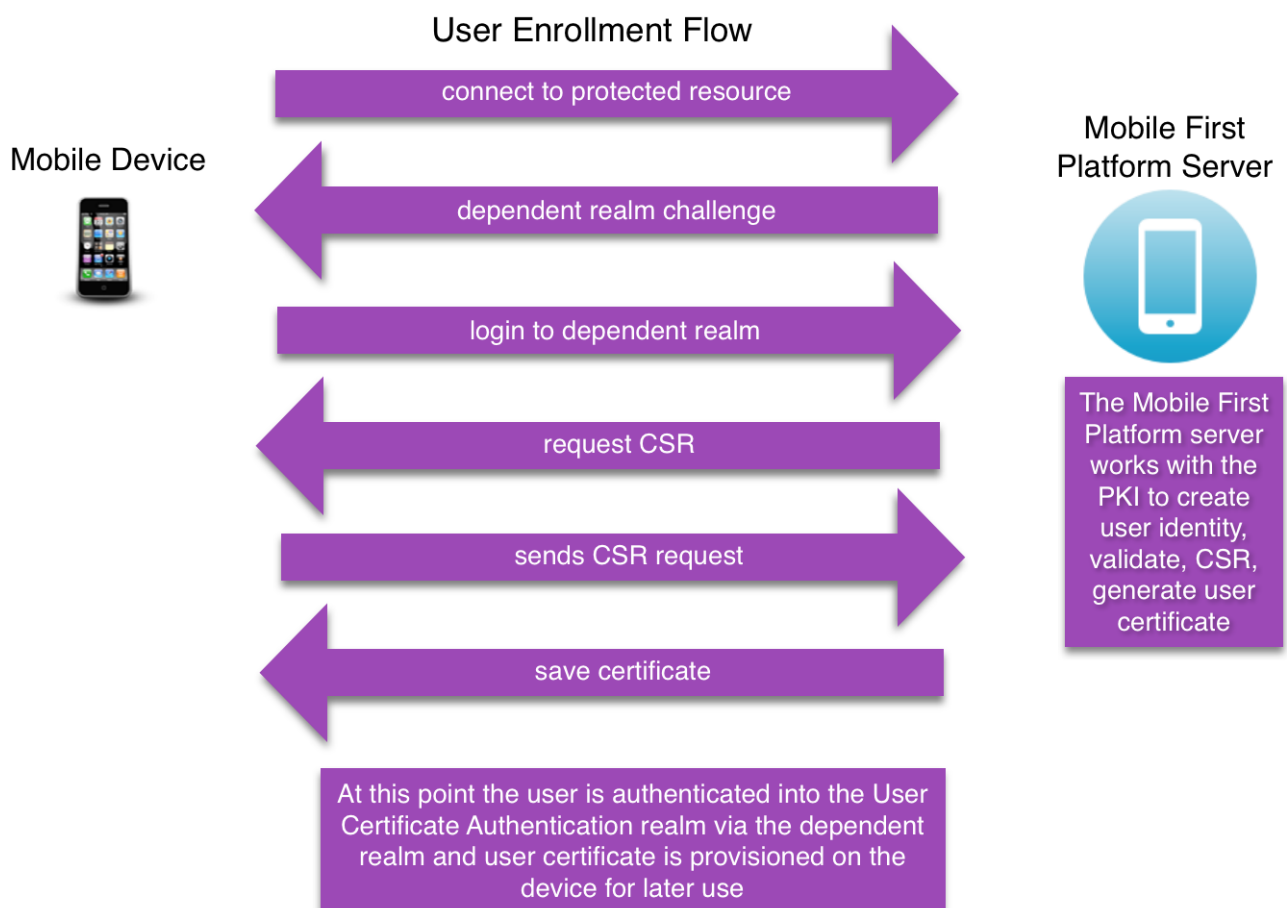 User Enrollment Flow
connect to protected resource
Mobile Device
Mobile First
Platform Server
dependent realm challenge
login to dependent realm
request CSR
sends CSR request
save certificate
The Mobile First
Platform server
works with the
PKI to create
user identity,
validate, CSR,
generate user
certificate
At this point the user is authenticated into the User
Certificate Authentication realm via the dependent
realm and user certificate is provisioned on the
device for later use